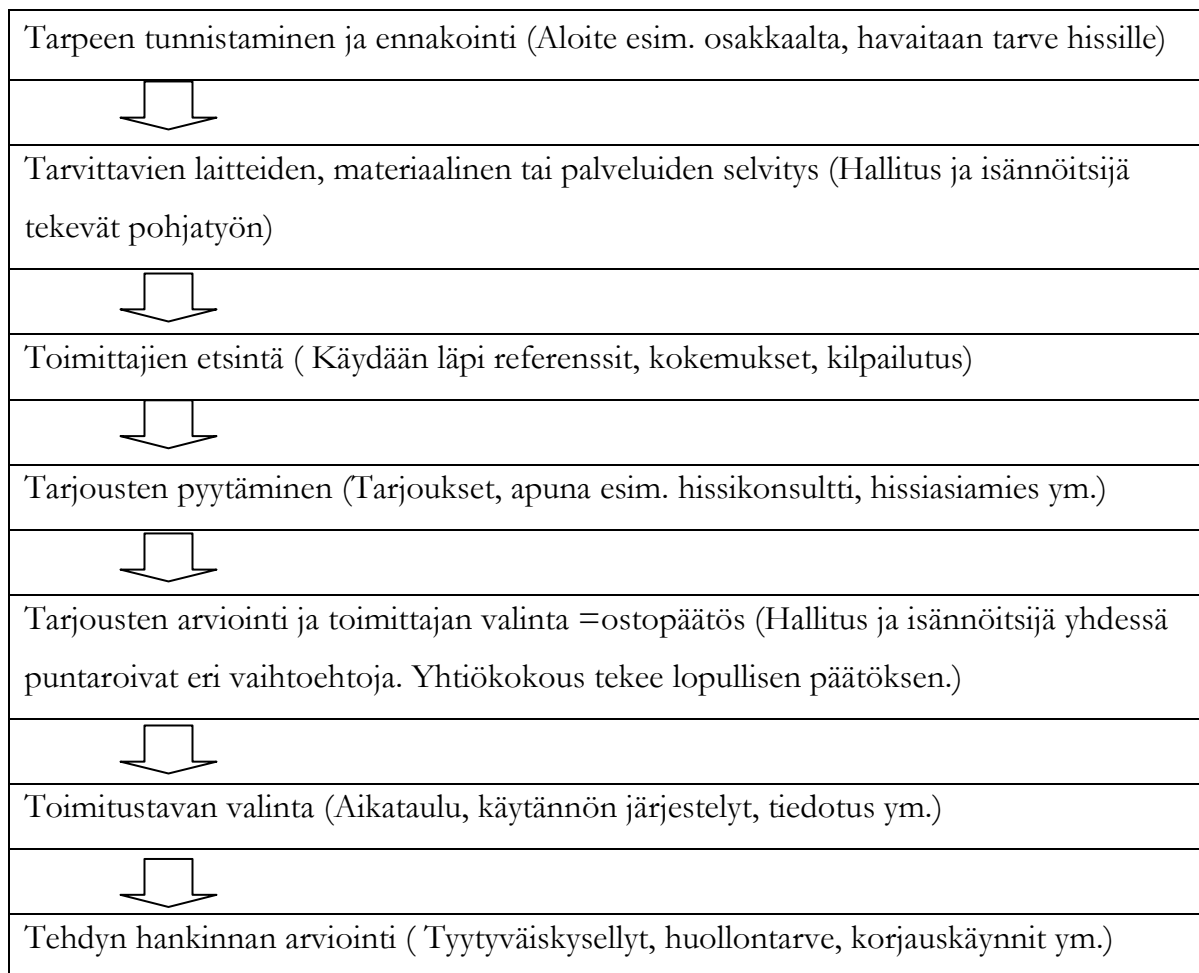 Tarpeen tunnistaminen ja ennakointi (Aloite esim. osakkaalta, havaitaan tarve hissille)
Tarvittavien laitteiden, materiaalinen tai palveluiden selvitys (Hallitus ja isännöitsijä
tekevät pohjatyön)
Toimittajien etsintä ( Käydään läpi referenssit, kokemukset, kilpailutus)
Tarjousten pyytäminen (Tarjoukset, apuna esim. hissikonsultti, hissiasiamies ym.)
Tarjousten arviointi ja toimittajan valinta =ostopäätös (Hallitus ja isännöitsijä yhdessä
puntaroivat eri vaihtoehtoja. Yhtiökokous tekee lopullisen päätöksen.)
Toimitustavan valinta (Aikataulu, käytännön järjestelyt, tiedotus ym.)
Tehdyn hankinnan arviointi ( Tyytyväiskysellyt, huollontarve, korjauskäynnit ym.)